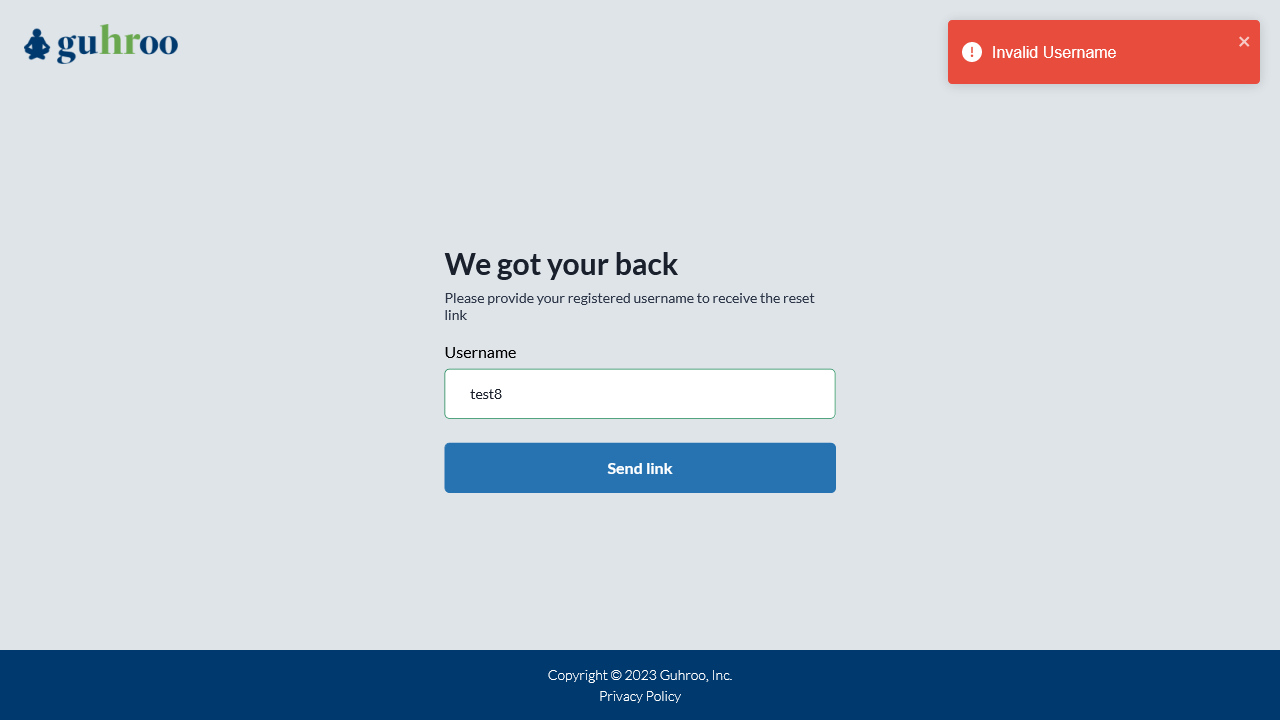 guhroo
Invalid Username
We got your back
Please provide your registered username to receive the reset
link
Username
test8
Send link
Copyright © 2023 Guhroo, Inc.
Privacy Policy